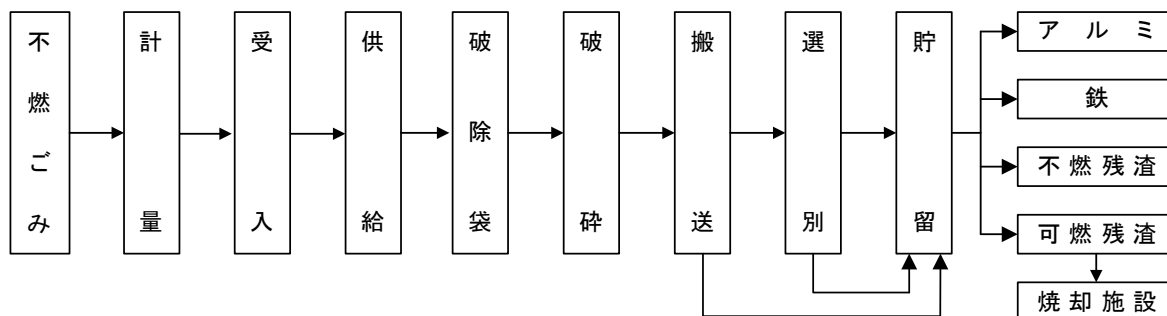 不燃ごみ
計量
受入
供給
破除袋
破砕
搬送
選別
貯留
アルミ
鉄
不燃残渣
可燃残渣
焼却施設